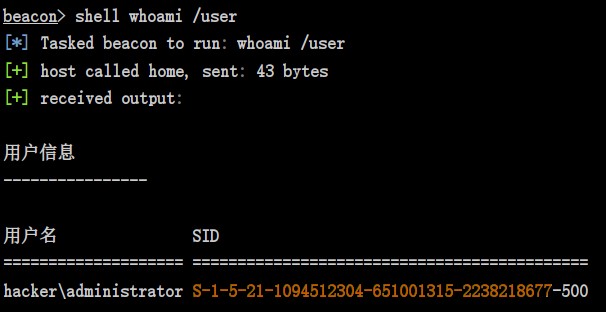 beacon> shell whoami /user
[*] Tasked beacon to run: whoami /user
[+] host called home, sent: 43 bytes
[+] received output:
用户信息
----------------
用户名 SID
==================== ============================================
hacker\administrator S-1-5-21-1094512304-651001315-2238218677-500